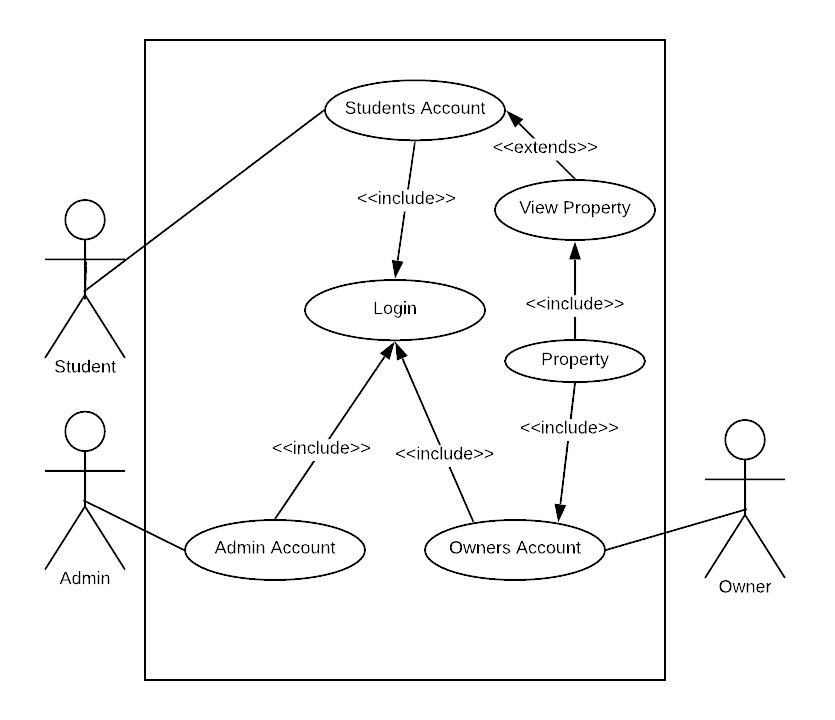 Students Account
<<extends>>
<<include>>
View Property
<<include>>
Login
Property
Student
<<include>>
<<include>>
<<include>>
Admin Account
Owners Account
Admin
Owner